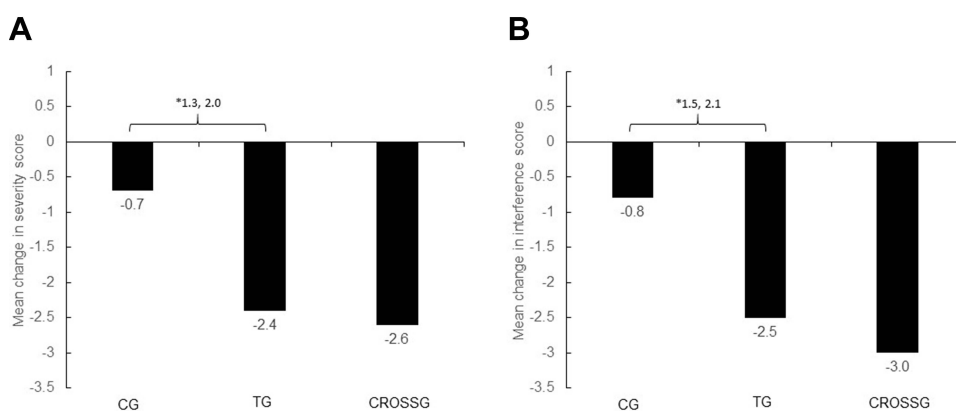 A
Mean change in severity score
1
0.5
0
-0.5
-1
-1.5
-2
-2.5
-3
-3.5
*1.3, 2.0
-0.7
-2.4
-2.6
CG
TG
CROSSG
B
Mean change in interference score
1
0.5
0
-0.5
-1
-1.5
-2
-2.5
-3
-3.5
*1.5, 2.1
-0.8
-2.5
-3.0
CG
TG
CROSSG